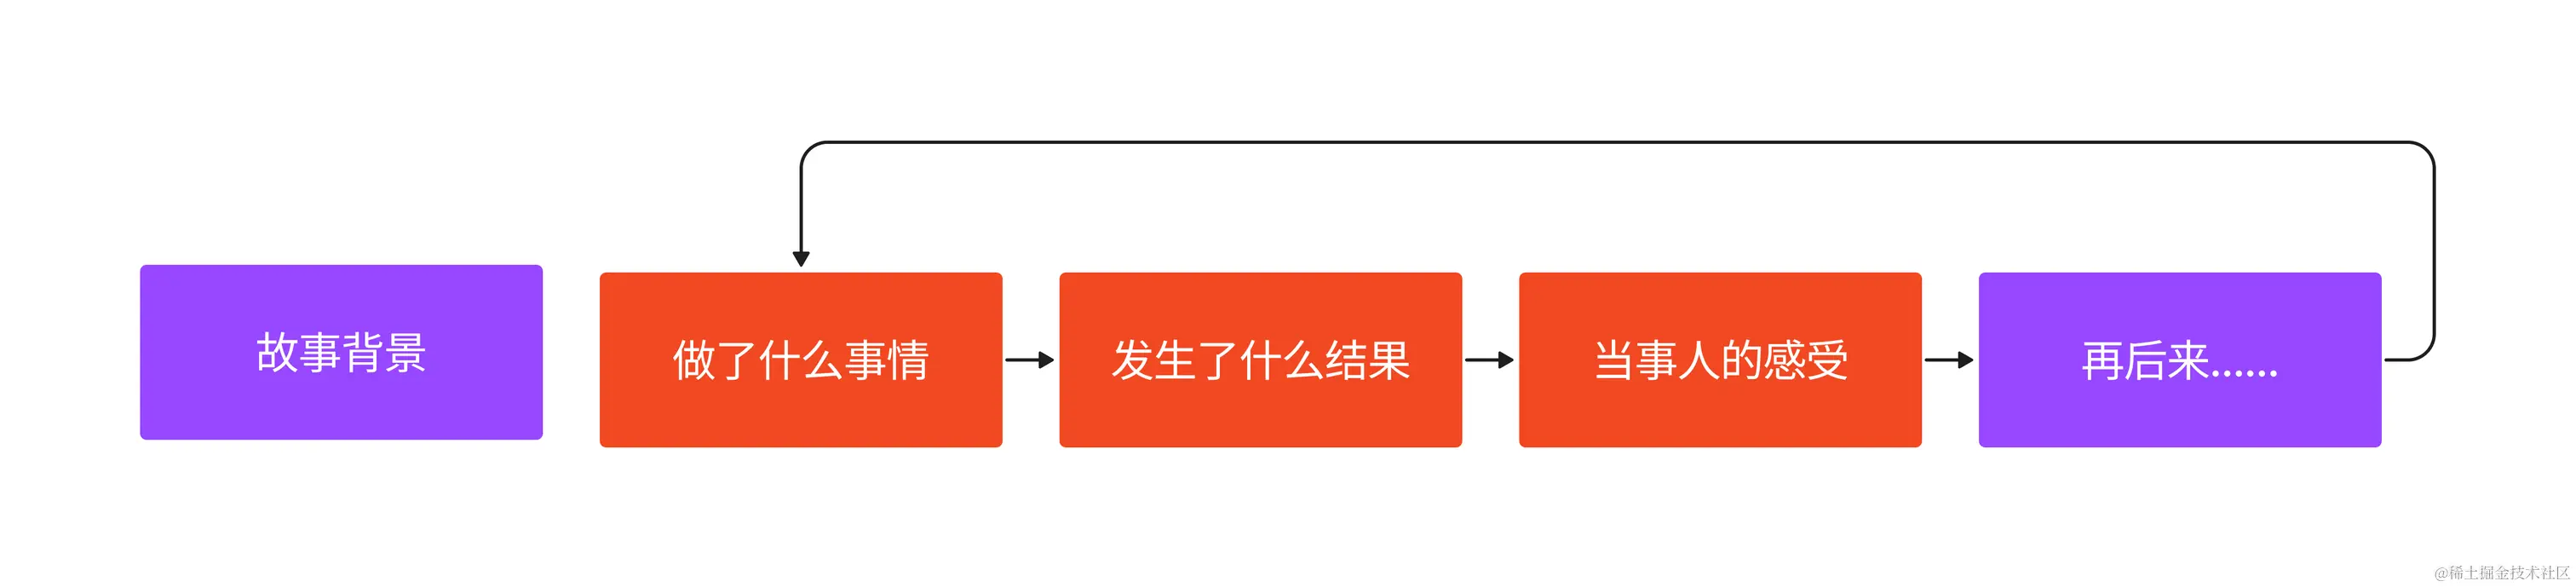 故事背景
做了什么事情
发生了什么结果
当事人的感受
再后来……
@稀土掘金技术社区